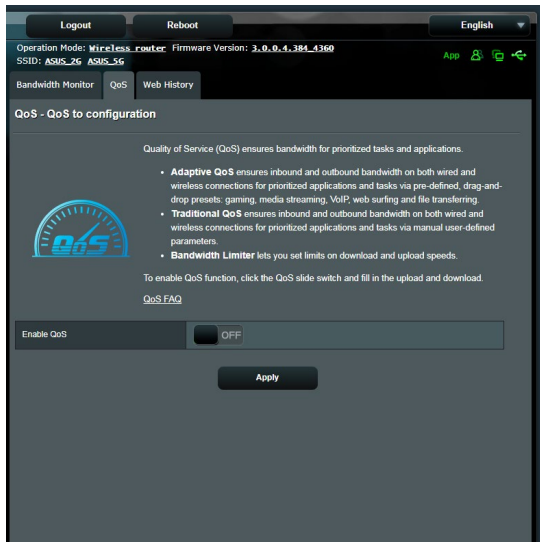 Logout Reboot English
Operation Mode: Wireless router Firmware Version: 3.0.0.4.384_4360
SSID: ASUS_2G ASUS_5G
App
Bandwidth Monitor QoS Web History
QoS - QoS to configuration
Quality of Service (QoS) ensures bandwidth for prioritized tasks and applications.
• Adaptive QoS ensures inbound and outbound bandwidth on both wired and
wireless connections for prioritized applications and tasks via pre-defined, drag-and-
drop presets: gaming, media streaming, VoIP, web surfing and file transferring.
• Traditional QoS ensures inbound and outbound bandwidth on both wired and
wireless connections for prioritized applications and tasks via manual user-defined
parameters.
• Bandwidth Limiter lets you set limits on download and upload speeds.
QoS
To enable QoS function, click the QoS slide switch and fill in the upload and download.
QoS FAQ
Enable QoS OFF
Apply